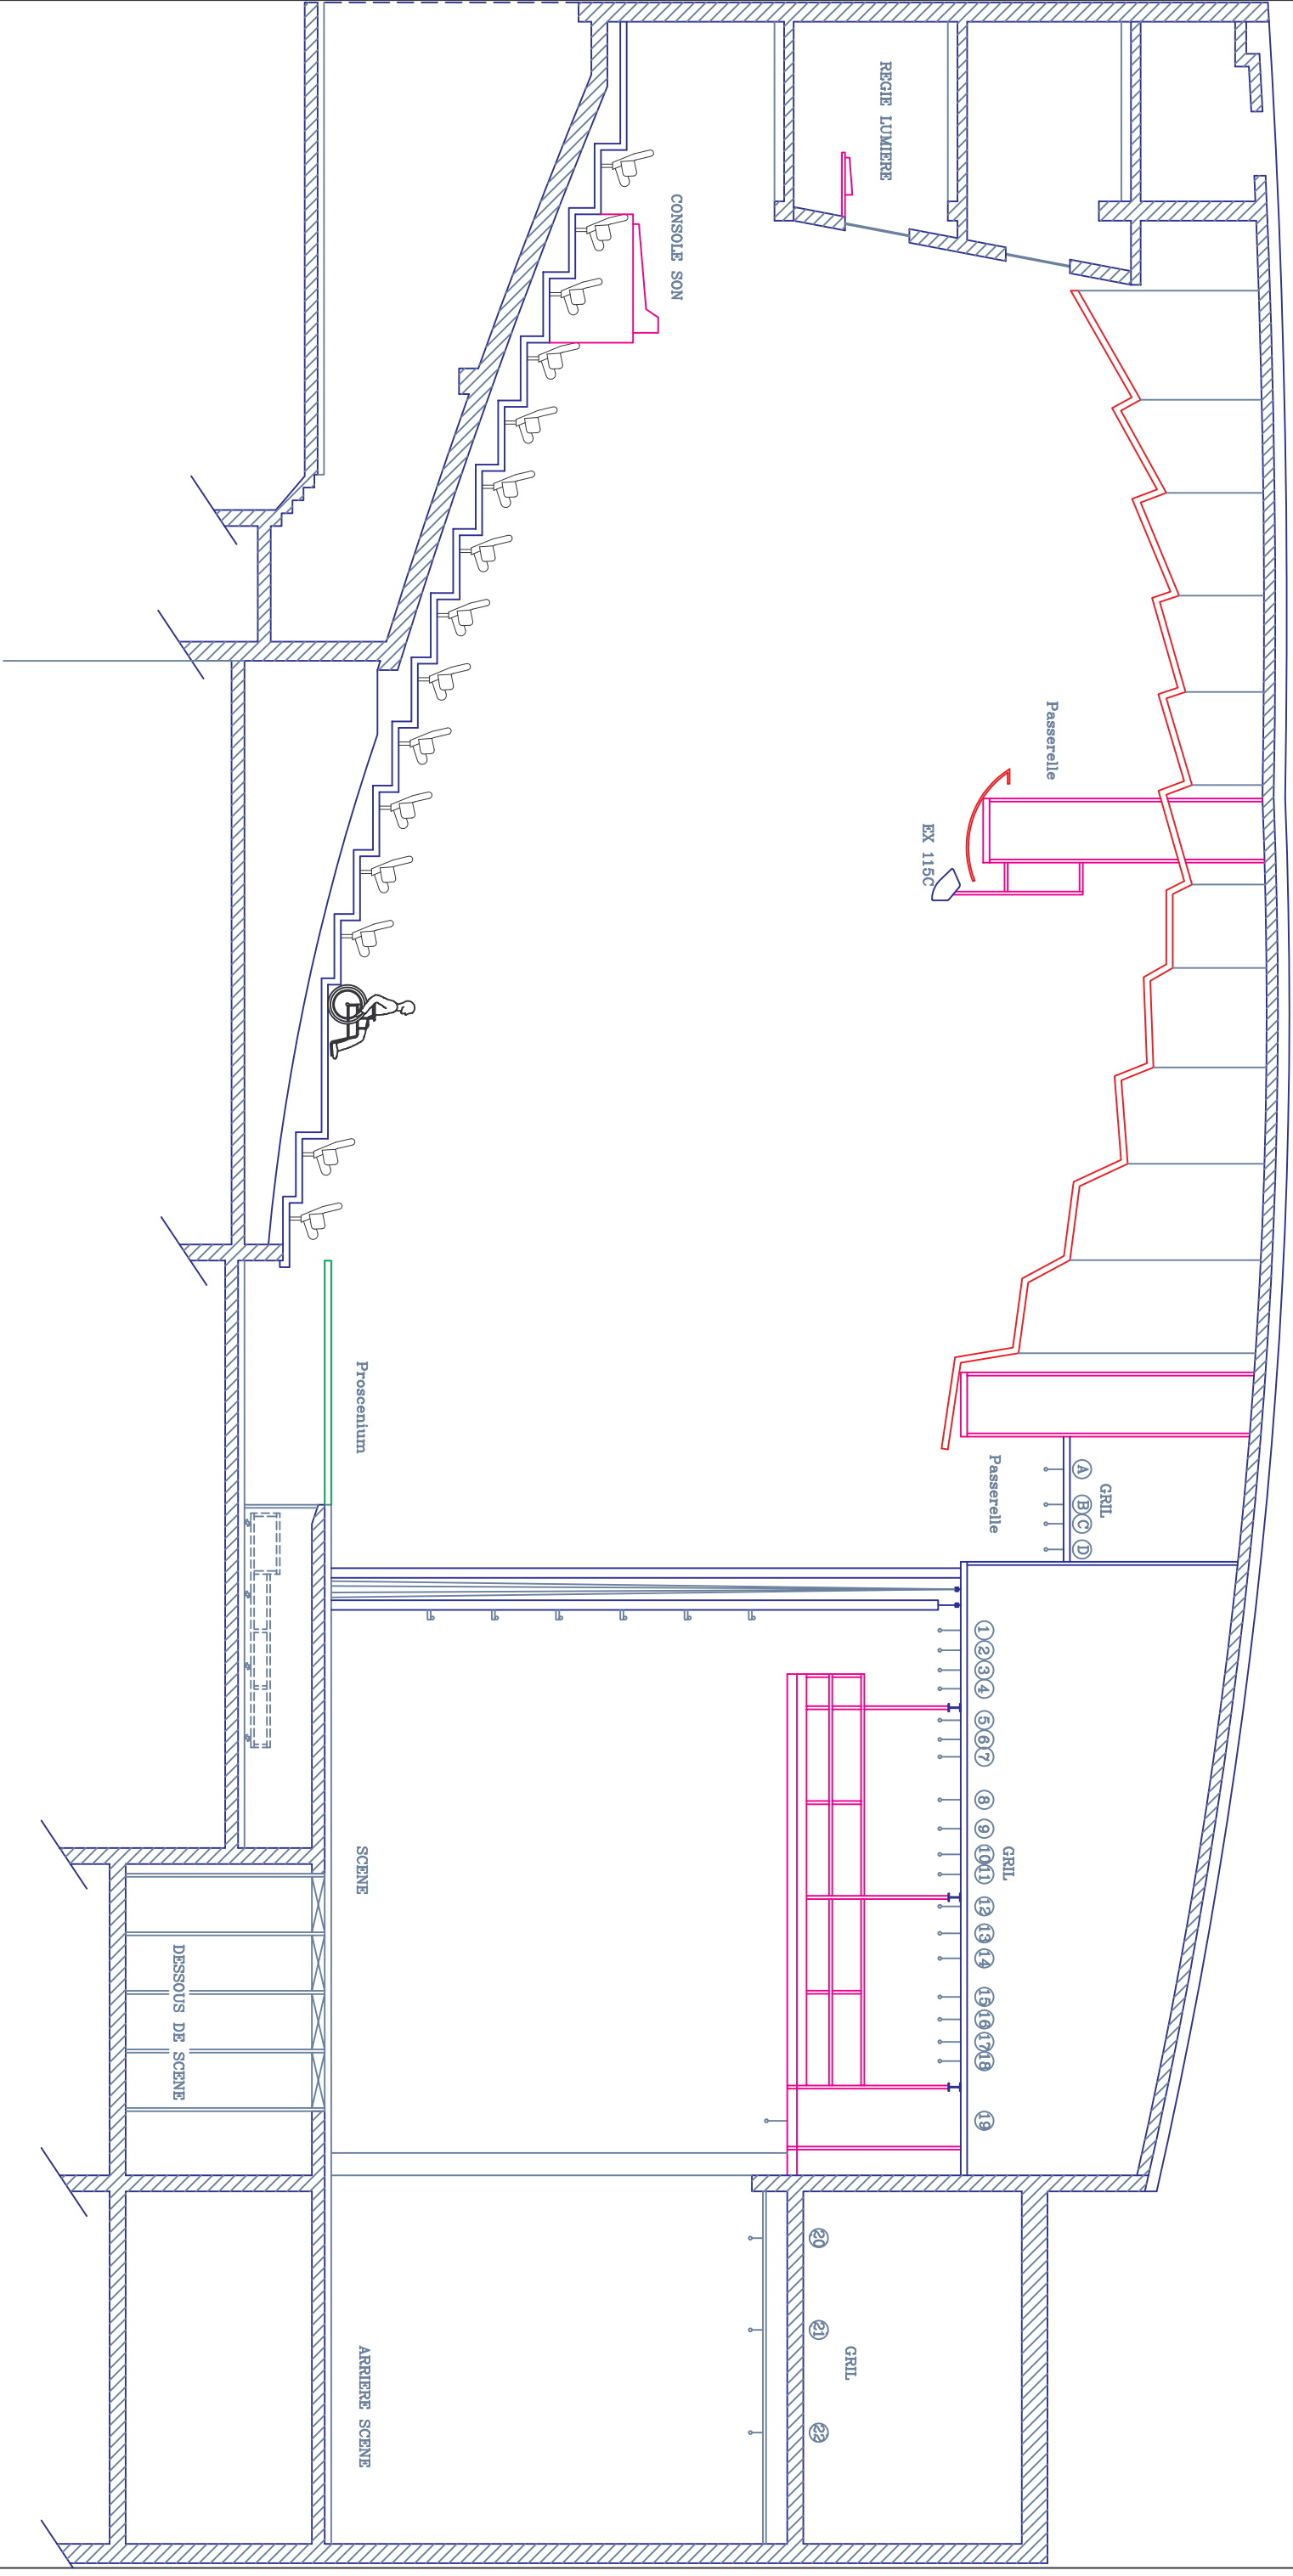 REGIE LUMIERE
CONSOLE SON
Passerelle
EX 115C
Proscenium
Passerelle
GRIL
A
B
C
D
1
2
3
4
5
6
7
8
9
10
11
12
13
14
15
16
17
18
19
GRIL
SCENE
DESSOUS DE SCENE
20
21
22
GRIL
ARRIERE SCENE